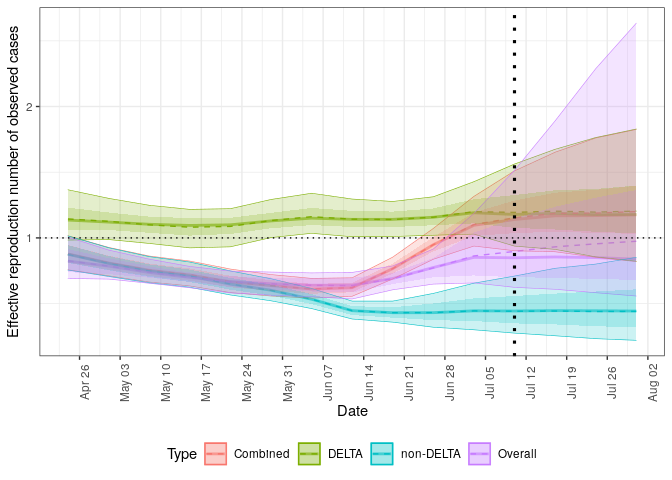 Effective reproduction number of observed cases
2
1
Apr 26
May 03
May 10
May 17
May 24
May 31
Jun 07
Jun 14
Jun 21
Jun 28
Jul 05
Jul 12
Jul 19
Jul 26
Aug 02
Date
Type Combined DELTA non-DELTA Overall